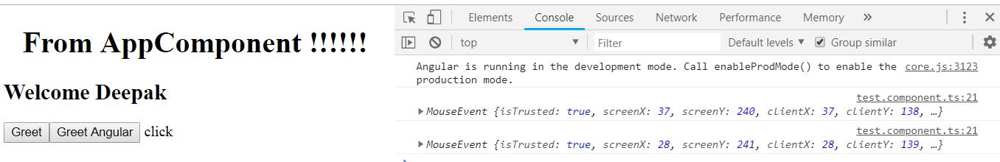 From AppComponent !!!!!!
Welcome Deepak
Greet Greet Angular click
Elements Console Sources Network Performance Memory »
top Filter Default levels Group similar
Angular is running in the development mode. Call enableProdMode() to enable the core.js:3123
production mode.
test.component.ts:21
MouseEvent {isTrusted: true, screenX: 37, screenY: 240, clientX: 37, clientY: 138, …}
test.component.ts:21
MouseEvent {isTrusted: true, screenX: 28, screenY: 241, clientX: 28, clientY: 139, …}